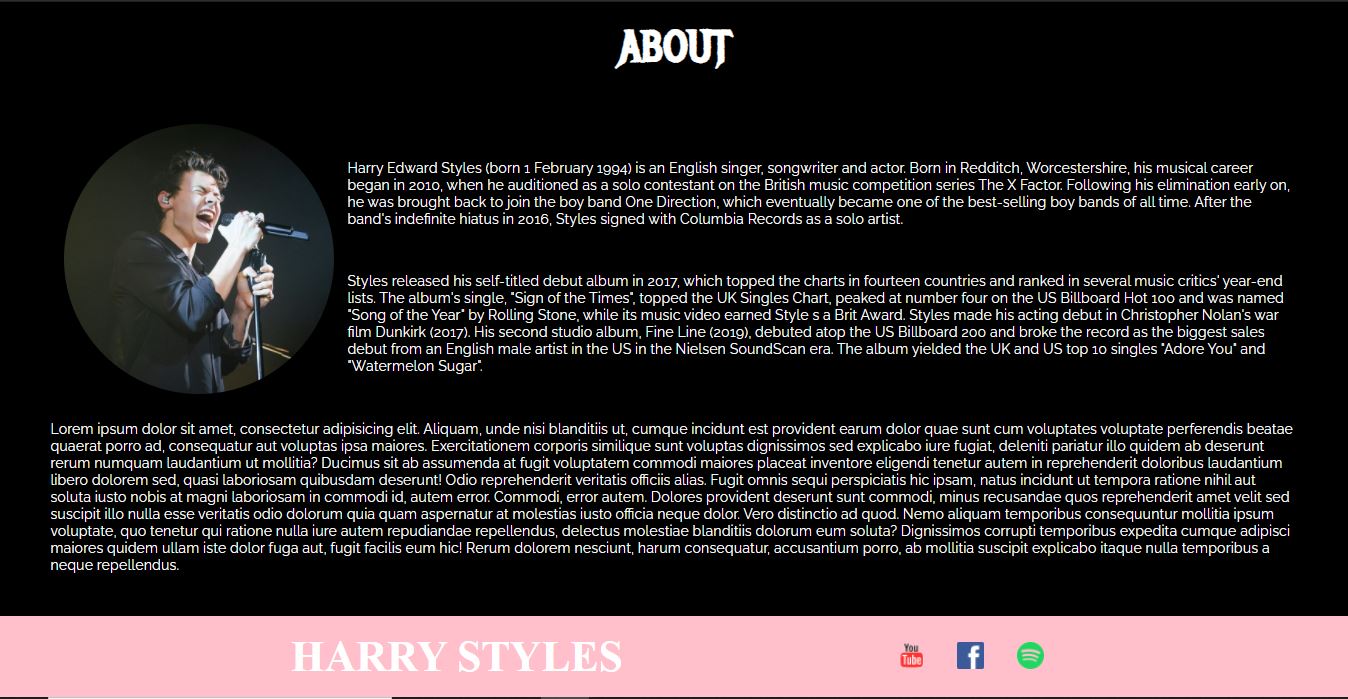 ABOUT
Harry Edward Styles (born 1 February 1994) is an English singer, songwriter and actor. Born in Redditch, Worcestershire, his musical career
began in 2010, when he auditioned as a solo contestant on the British music competition series The X Factor. Following his elimination early on,
he was brought back to join the boy band One Direction, which eventually became one of the best-selling boy bands of all time. After the
band's indefinite hiatus in 2016, Styles signed with Columbia Records as a solo artist.
Styles released his self-titled debut album in 2017, which topped the charts in fourteen countries and ranked in several music critics' year-end
lists. The album's single, "Sign of the Times", topped the UK Singles Chart, peaked at number four on the US Billboard Hot 100 and was named
"Song of the Year" by Rolling Stone, while its music video earned Style s a Brit Award. Styles made his acting debut in Christopher Nolan's war
film Dunkirk (2017). His second studio album, Fine Line (2019), debuted atop the US Billboard 200 and broke the record as the biggest sales
debut from an English male artist in the US in the Nielsen SoundScan era. The album yielded the UK and US top 10 singles "Adore You" and
"Watermelon Sugar".
Lorem ipsum dolor sit amet, consectetur adipisicing elit. Aliquam, unde nisi blanditiis ut, cumque incidunt est provident earum dolor quae sunt cum voluptates voluptate perferendis beatae
quaerat porro ad, consequatur aut voluptas ipsa maiores. Exercitationem corporis similique sunt voluptas dignissimos sed explicabo iure fugiat, deleniti pariatur illo quidem ab deserunt
rerum numquam laudantium ut mollitia? Ducimus sit ab assumenda at fugit voluptatem commodi maiores placeat inventore eligendi tenetur autem in reprehenderit doloribus laudantium
libero dolorem sed, quasi laboriosam quibusdam deserunt! Odio reprehenderit veritatis officiis alias. Fugit omnis sequi perspiciatis hic ipsam, natus incidunt ut tempora ratione nihil aut
soluta iusto nobis at magni laboriosam in commodi id, autem error. Commodi, error autem. Dolores provident deserunt sunt commodi, minus recusandae quos reprehenderit amet velit sed
suscipit illo nulla esse veritatis odio dolorum quia quam aspernatur at molestias iusto officia neque dolor. Vero distinctio ad quod. Nemo aliquam temporibus consequuntur mollitia ipsum
voluptate, quo tenetur qui ratione nulla iure autem repudiandae repellendus, delectus molestiae blanditiis dolorum eum soluta? Dignissimos corrupti temporibus expedita cumque adipisci
maiores quidem ullam iste dolor fuga aut, fugit facilis eum hic! Rerum dolorem nesciunt, harum consequatur, accusantium porro, ab mollitia suscipit explicabo itaque nulla temporibus a
neque repellendus.
HARRY STYLES
You
Tube